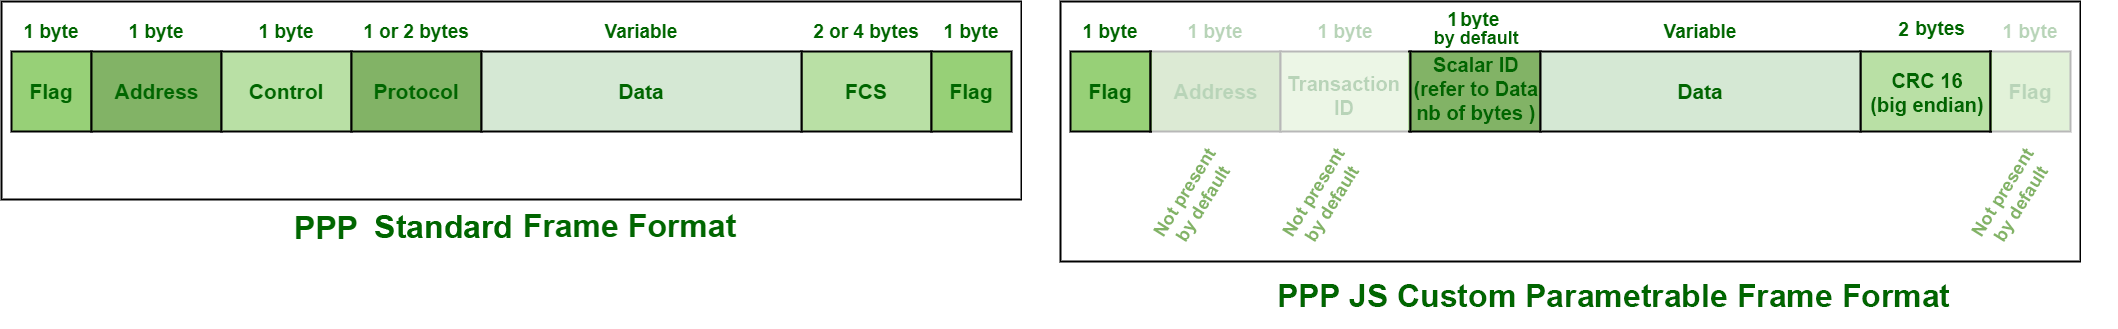 1 byte 1 byte 1 byte 1 or 2 bytes Variable 2 or 4 bytes 1 byte
Flag Address Control Protocol Data FCS Flag
PPP Standard Frame Format
1 byte 1 byte 1 byte 1 byte
by default Variable 2 bytes 1 byte
Flag Address Transaction
ID
Scalar ID
(refer to Data
nb of bytes )
Data
CRC 16
(big endian)
Flag
Not present
by default
Not present
by default
Not present
by default
PPP JS Custom Parametrable Frame Format